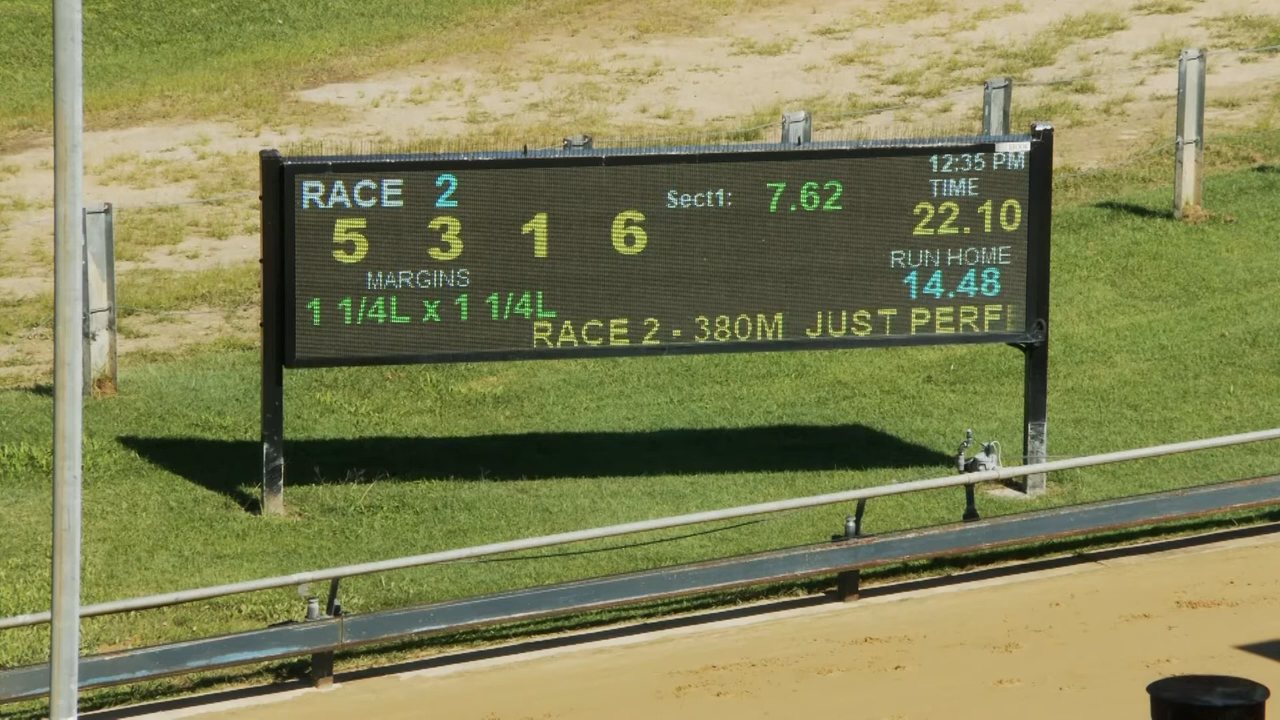 12:35 PM
RACE 2
Sect1: 7.62
TIME
22.10
5 3 1 6
MARGINS
1 1/4L x 1 1/4L
RUN HOME
14.48
RACE 2 - 380M JUST PERF